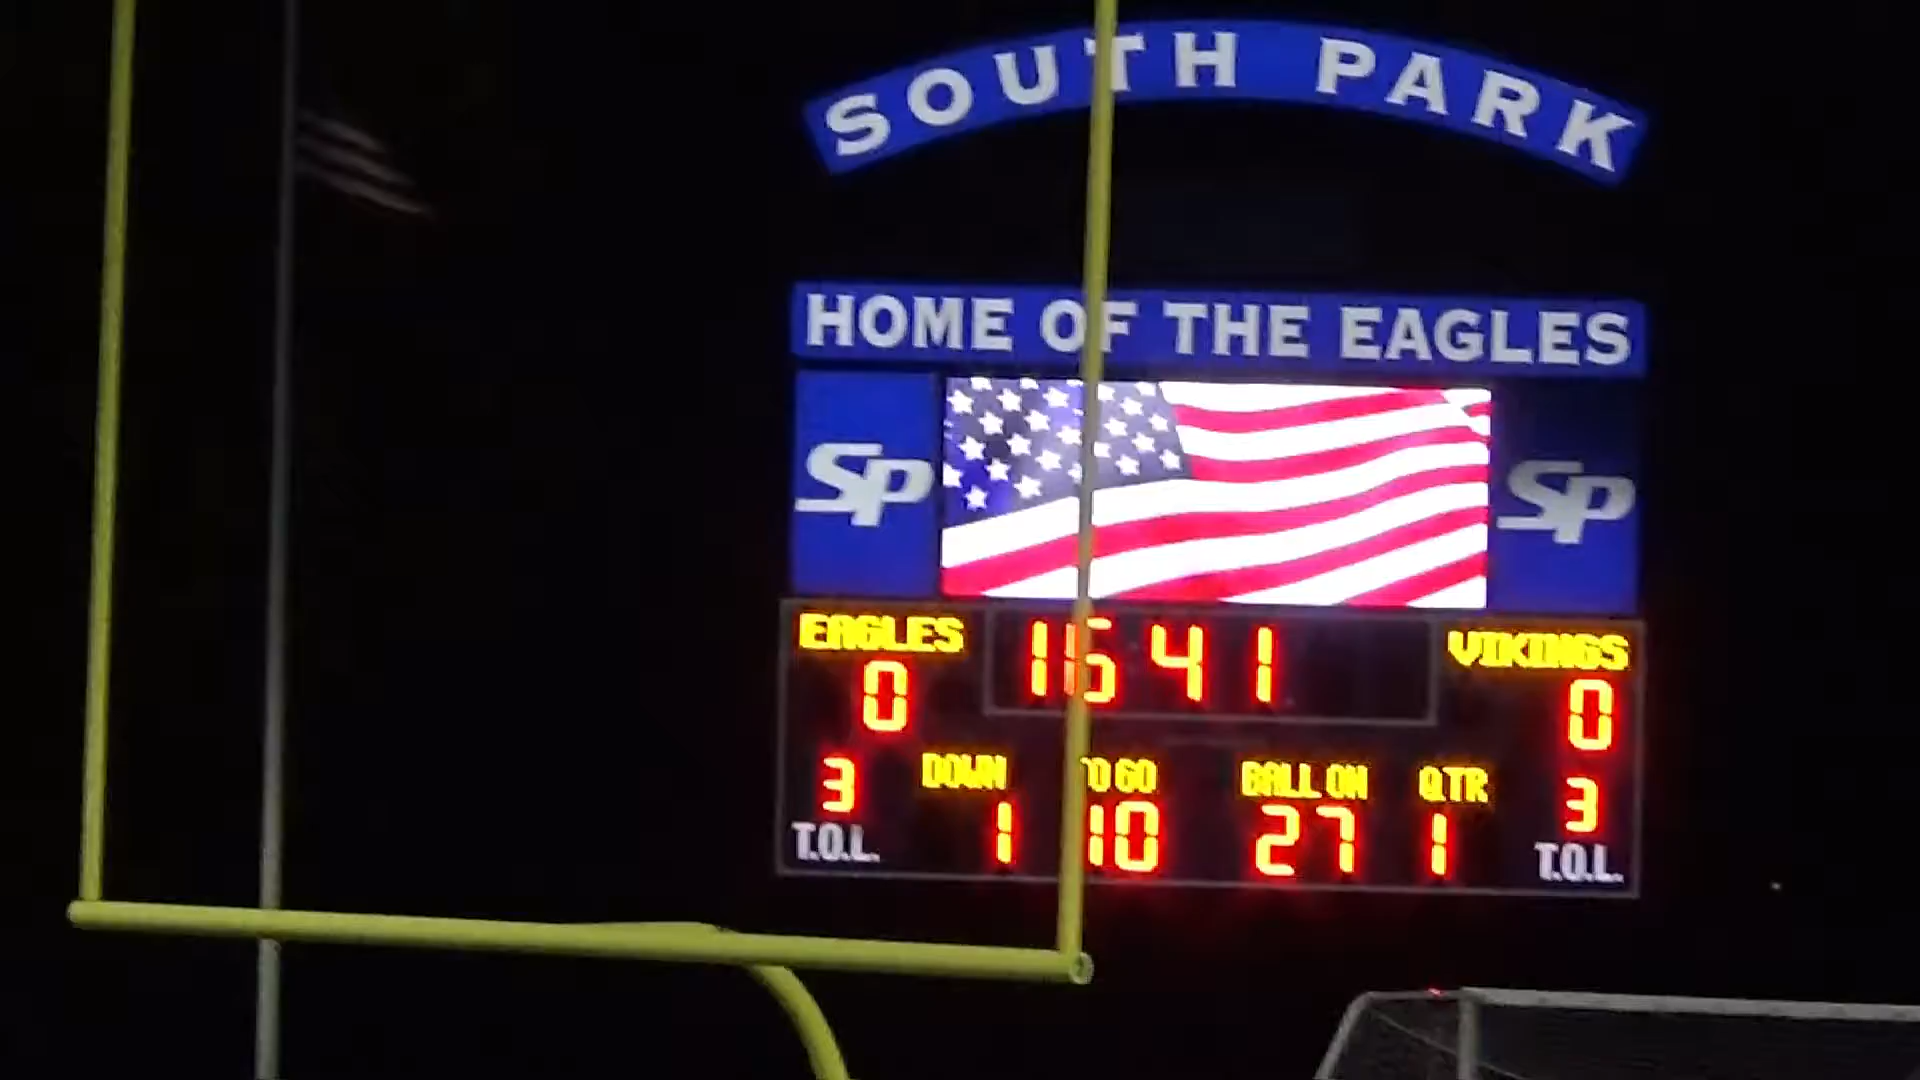 SOUTH PARK
HOME OF THE EAGLES
SP SP
EAGLES 16 41 VIKINGS
0 0
3 DOWN TO GO BALL ON QTR 3
T.O.L. 1 10 27 1 T.O.L.